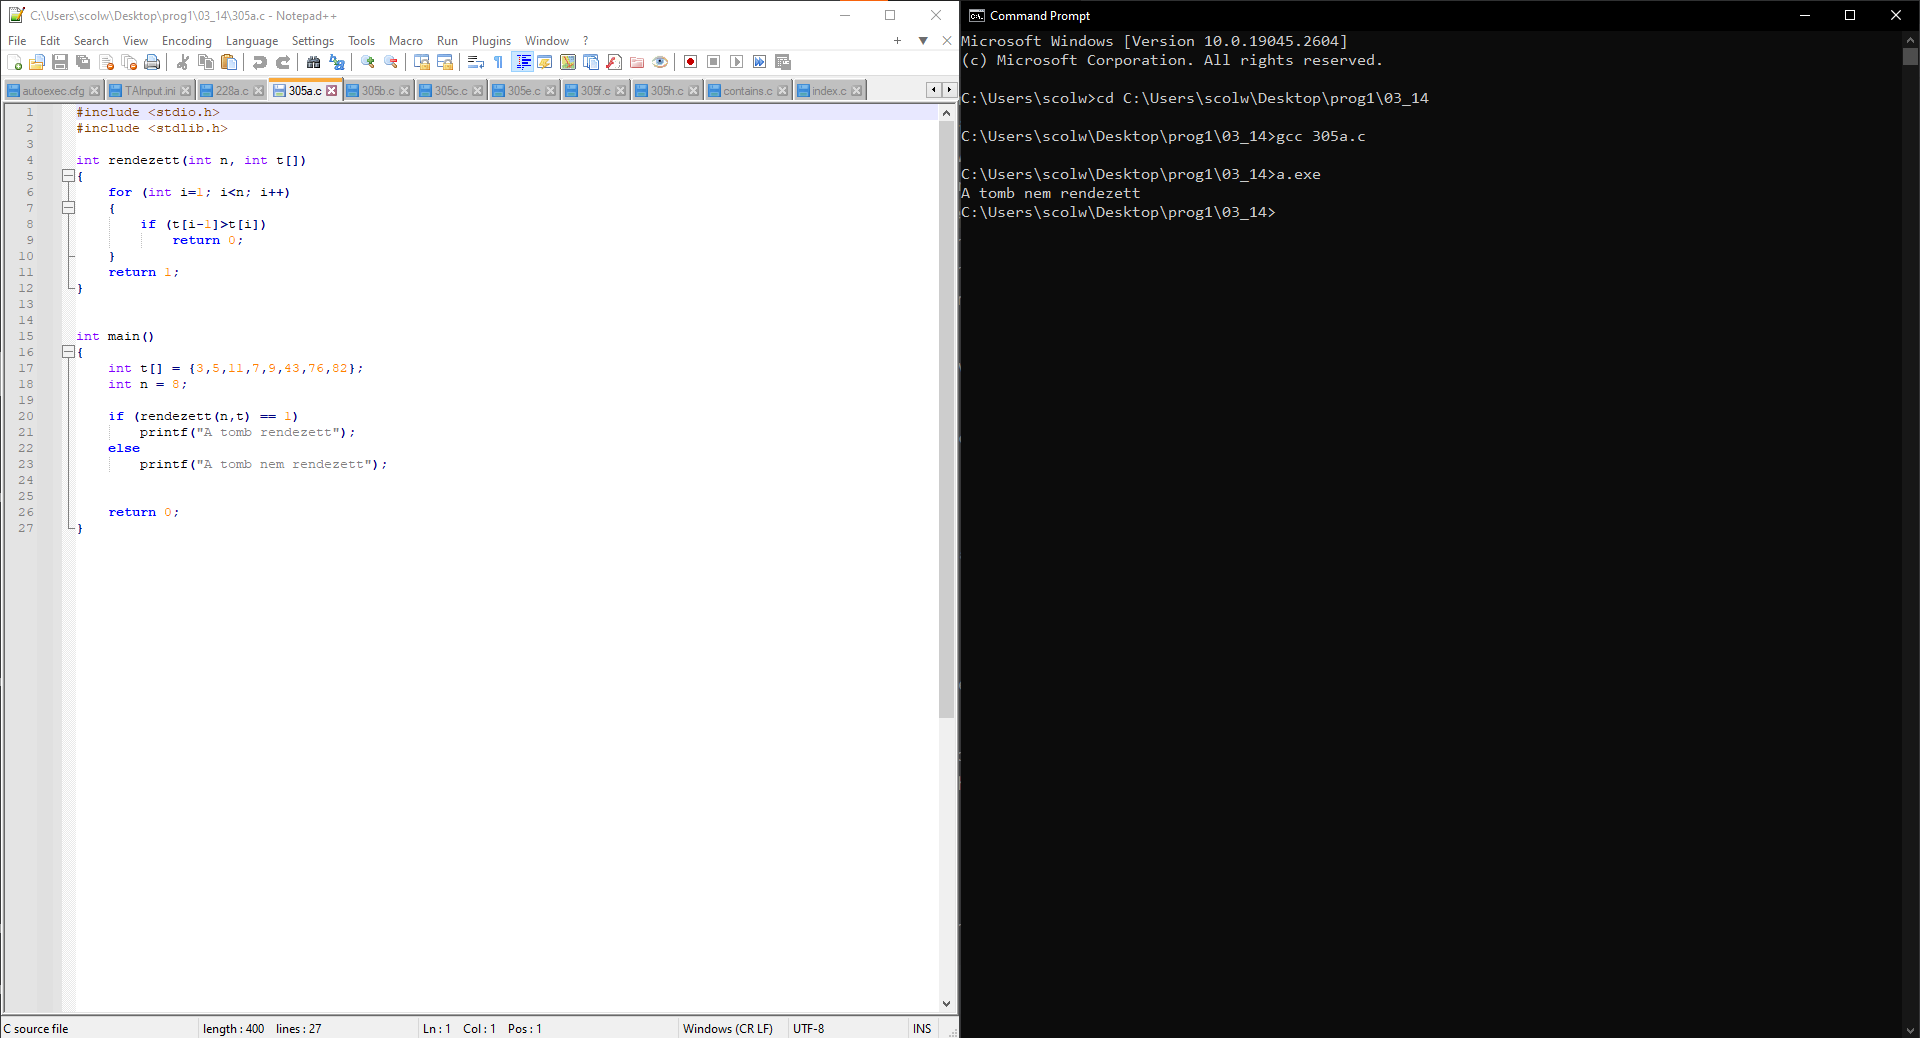 C:\Users\scolw\Desktop\prog1\03_14\305a.c - Notepad++
File Edit Search View Encoding Language Settings Tools Macro Run Plugins Window ?
autoexec.cfg TAInput.ini 228a.c 305a.c 305b.c 305c.c 305e.c 305f.c 305h.c contains.c index.c
1 #include <stdio.h>
2 #include <stdlib.h>
3
4 int rendezett(int n, int t[])
5 {
6 for (int i=1; i<n; i++)
7 {
8 if (t[i-1]>t[i])
9 return 0;
10 }
11 return 1;
12 }
13
14
15 int main()
16 {
17 int t[] = {3,5,11,7,9,43,76,82};
18 int n = 8;
19
20 if (rendezett(n,t) == 1)
21 printf("A tomb rendezett");
22 else
23 printf("A tomb nem rendezett");
24
25
26 return 0;
27 }
C source file length : 400 lines : 27 Ln : 1 Col : 1 Pos : 1 Windows (CR LF) UTF-8 INS
Command Prompt
Microsoft Windows [Version 10.0.19045.2604]
(c) Microsoft Corporation. All rights reserved.
C:\Users\scolw>cd C:\Users\scolw\Desktop\prog1\03_14
C:\Users\scolw\Desktop\prog1\03_14>gcc 305a.c
C:\Users\scolw\Desktop\prog1\03_14>a.exe
A tomb nem rendezett
C:\Users\scolw\Desktop\prog1\03_14>